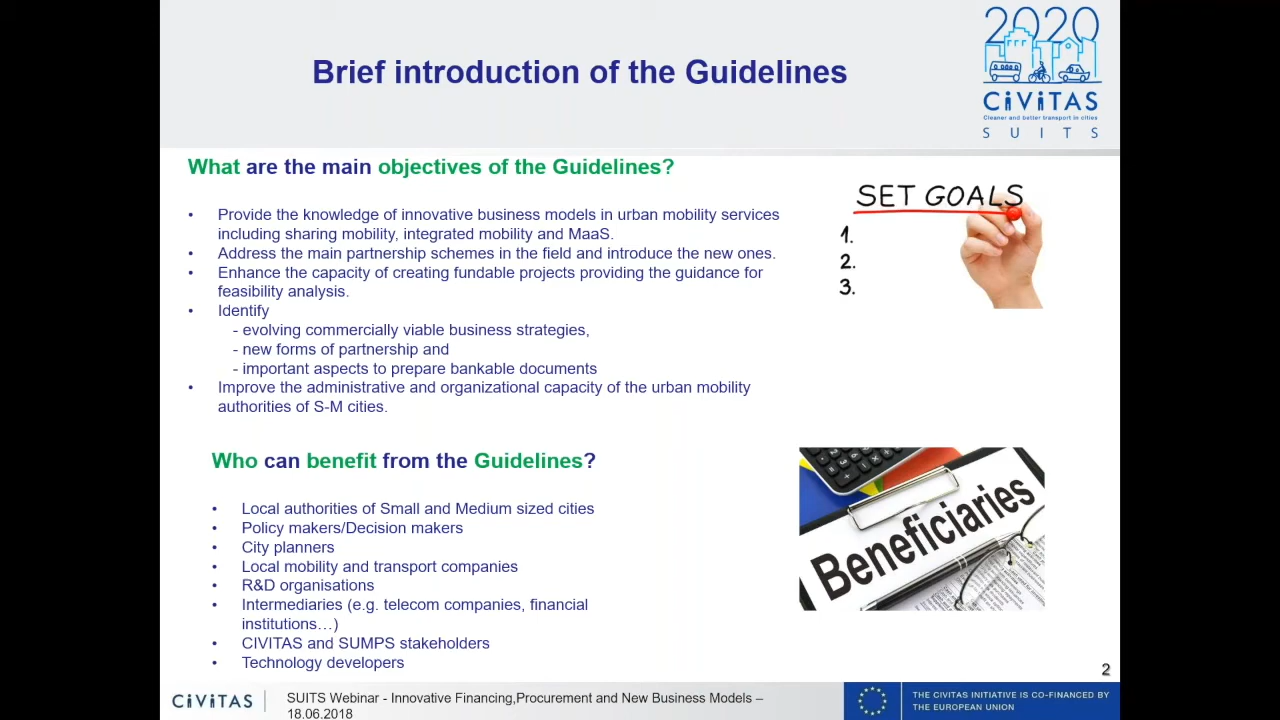 Brief introduction of the Guidelines
2020
CiViTAS
Cleaner and better transport in cities
S U I T S
What are the main objectives of the Guidelines?
• Provide the knowledge of innovative business models in urban mobility services
including sharing mobility, integrated mobility and MaaS.
• Address the main partnership schemes in the field and introduce the new ones.
• Enhance the capacity of creating fundable projects providing the guidance for
feasibility analysis.
• Identify
- evolving commercially viable business strategies,
- new forms of partnership and
- important aspects to prepare bankable documents
• Improve the administrative and organizational capacity of the urban mobility
authorities of S-M cities.
SET GOALS
1.
2.
3.
Who can benefit from the Guidelines?
• Local authorities of Small and Medium sized cities
• Policy makers/Decision makers
• City planners
• Local mobility and transport companies
• R&D organisations
• Intermediaries (e.g. telecom companies, financial
institutions…)
• CIVITAS and SUMPS stakeholders
• Technology developers
Beneficiaries
2
CiViTAS
SUITS Webinar - Innovative Financing,Procurement and New Business Models –
18.06.2018
THE CIVITAS INITIATIVE IS CO-FINANCED BY
THE EUROPEAN UNION